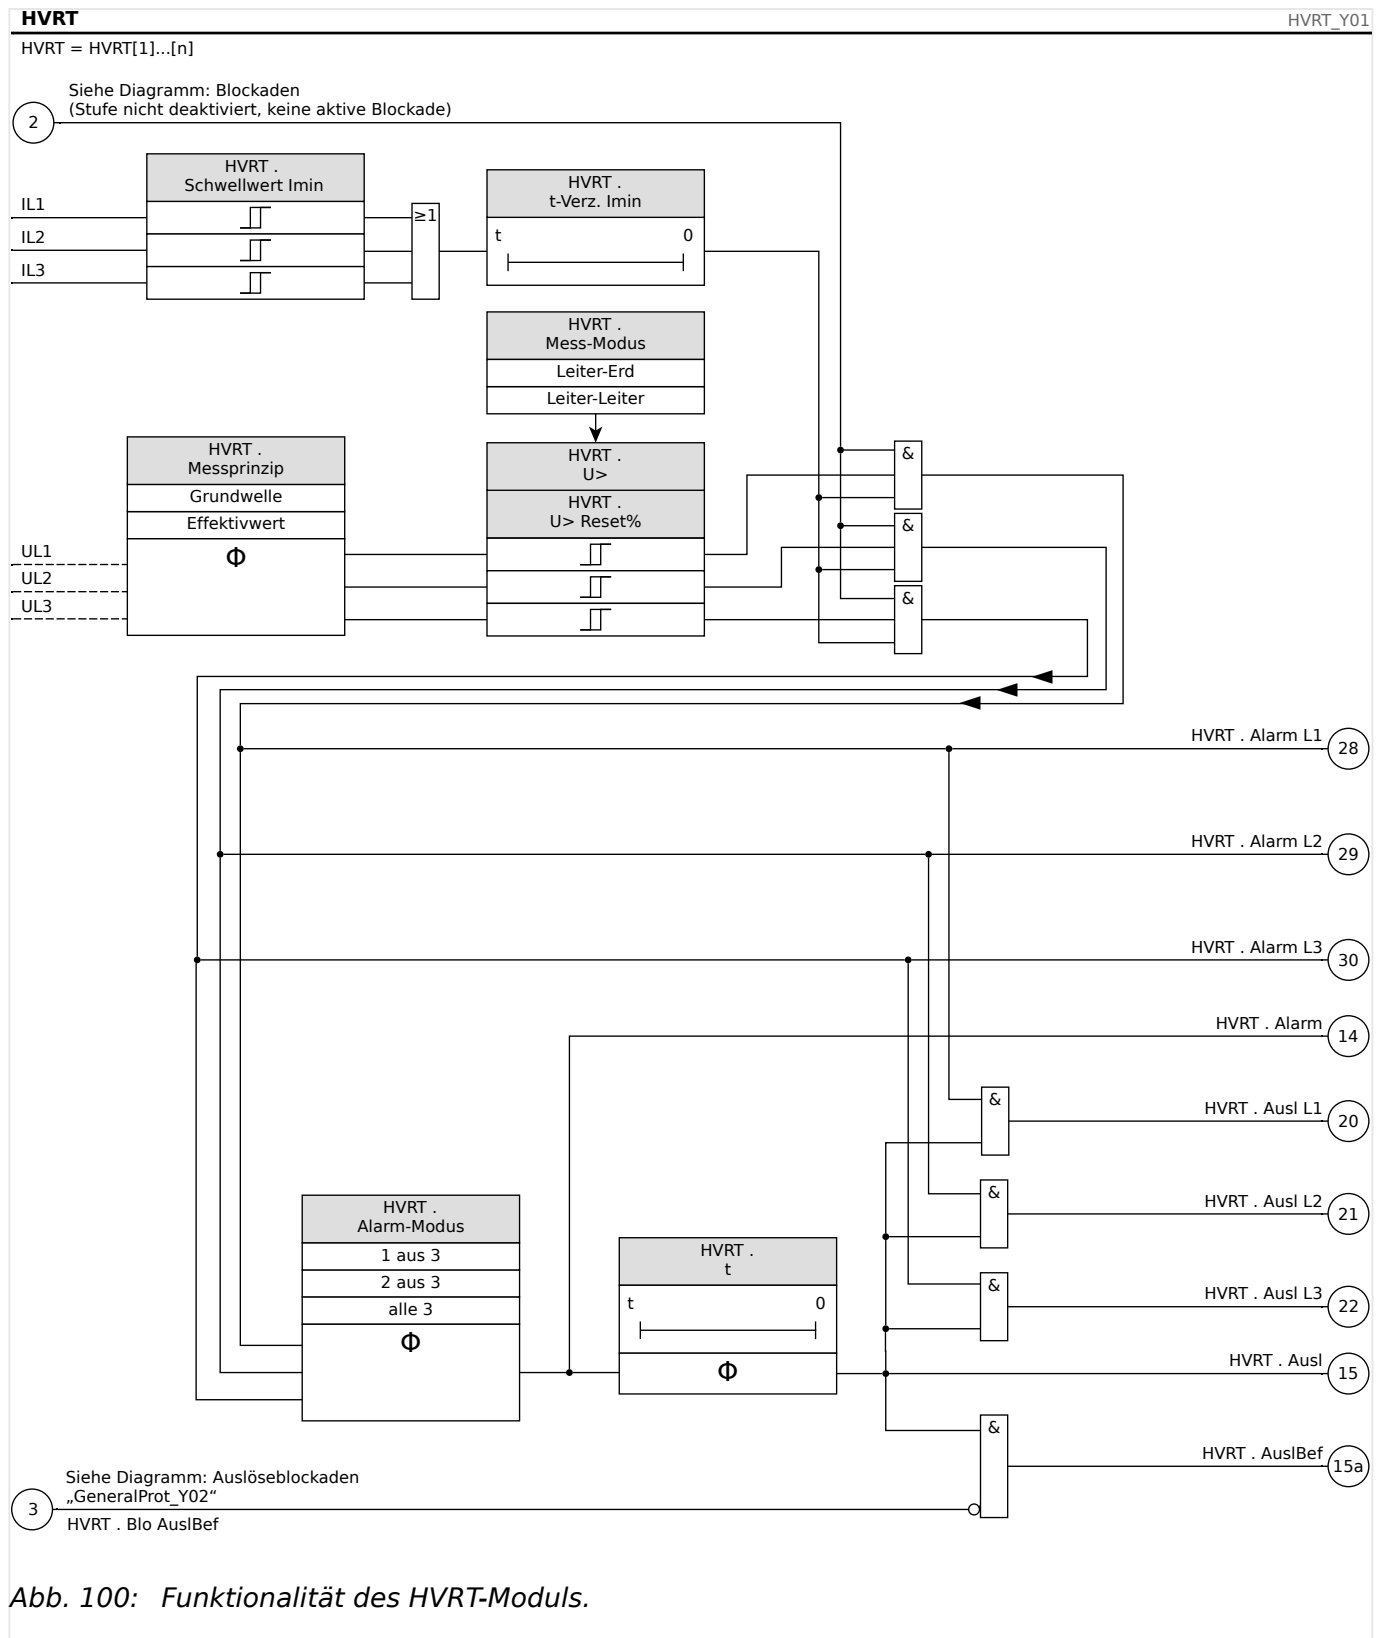 HVRT
HVRT_Y01
HVRT = HVRT[1]...[n]
Siehe Diagramm: Blockaden
(Stufe nicht deaktiviert, keine aktive Blockade)
2
HVRT .
Schwellwert Imin
IL1
IL2
IL3
≥1
HVRT .
t-Verz. Imin
t 0
HVRT .
Mess-Modus
Leiter-Erd
Leiter-Leiter
HVRT .
Messprinzip
Grundwelle
Effektivwert
Φ
UL1
UL2
UL3
HVRT .
U>
HVRT .
U> Reset%
&
&
&
HVRT . Alarm L1
28
HVRT . Alarm L2
29
HVRT . Alarm L3
30
HVRT . Alarm
14
&
HVRT . Ausl L1
20
&
HVRT . Ausl L2
21
&
HVRT . Ausl L3
22
HVRT .
Alarm-Modus
1 aus 3
2 aus 3
alle 3
Φ
HVRT .
t
t 0
Φ
HVRT . Ausl
15
&
HVRT . AuslBef
15a
Siehe Diagramm: Auslöseblockaden
„GeneralProt_Y02“
3
HVRT . Blo AuslBef
Abb. 100: Funktionalität des HVRT-Moduls.